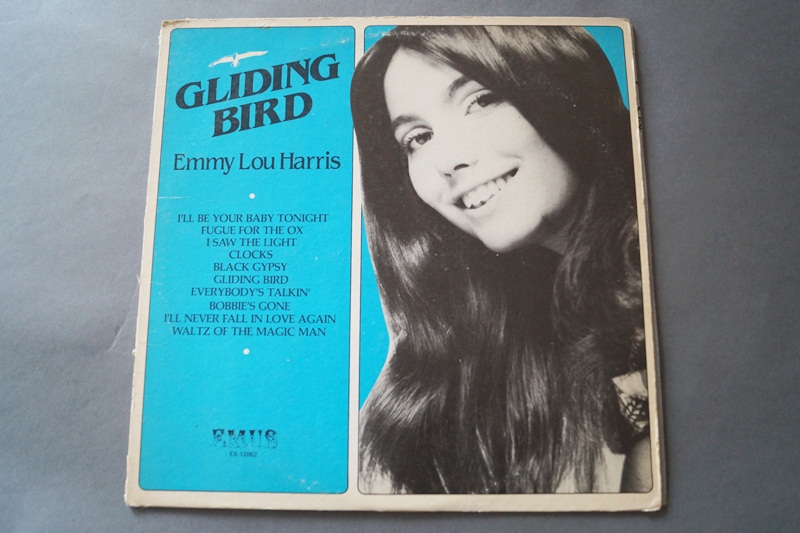 GLIDING
BIRD
Emmy Lou Harris
I'LL BE YOUR BABY TONIGHT
FUGUE FOR THE OX
I SAW THE LIGHT
CLOCKS
BLACK GYPSY
GLIDING BIRD
EVERYBODY'S TALKIN'
BOBBIE'S GONE
I'LL NEVER FALL IN LOVE AGAIN
WALTZ OF THE MAGIC MAN
EMUS
ES-12052